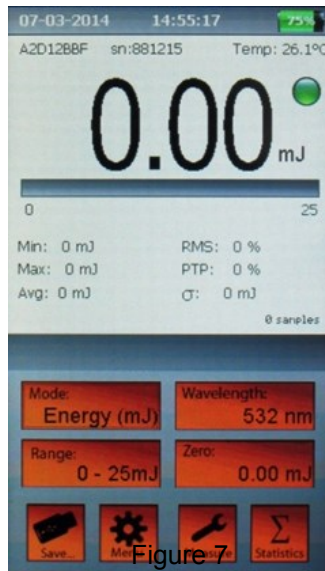 07-03-2014 14:55:17 75%
A2D12BBF sn:881215 Temp: 26.1ºC
0.00 mJ
0 25
Min: 0 mJ RMS: 0 %
Max: 0 mJ PTP: 0 %
Avg: 0 mJ σ: 0 mJ
0 samples
Mode: Wavelength:
Energy (mJ) 532 nm
Range: Zero:
0 - 25mJ 0.00 mJ
Save... Measure Statistics
Figure 7